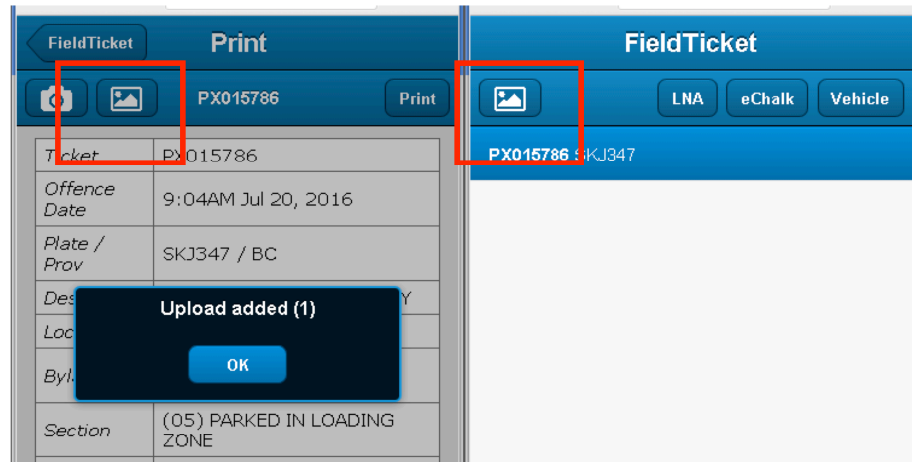 FieldTicket Print
PX015786 Print
Ticket PX015786
Offence
Date 9:04AM Jul 20, 2016
Plate /
Prov SKJ347 / BC
Upload added (1)
OK
Section (05) PARKED IN LOADING
ZONE
FieldTicket
LNA eChalk Vehicle
PX015786 SKJ347